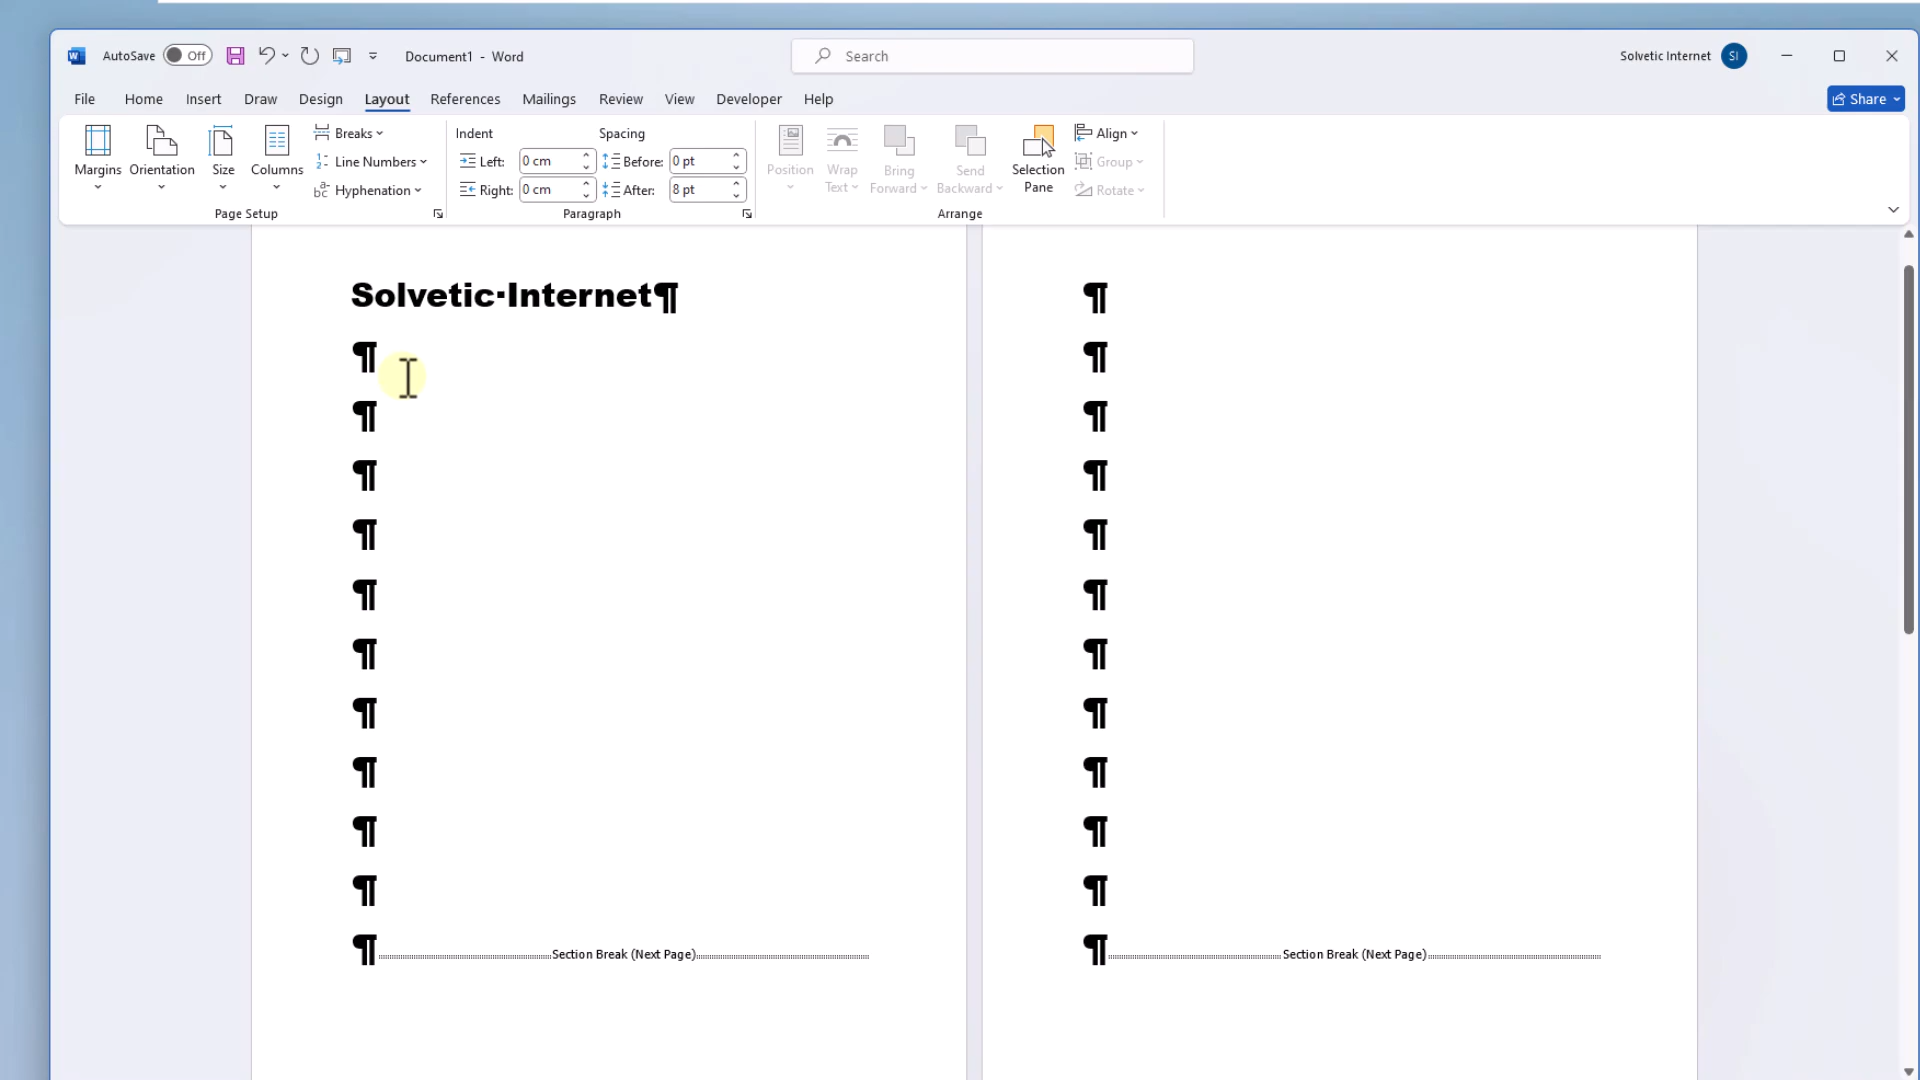 AutoSave Off Document1 - Word Search Solvetic Internet SI
File Home Insert Draw Design Layout References Mailings Review View Developer Help Share
Margins Orientation Size Columns Breaks Line Numbers Hyphenation
Page Setup
Indent Spacing
Left: 0 cm Before: 0 pt
Right: 0 cm After: 8 pt
Paragraph
Position Wrap Text Bring Forward Send Backward Selection Pane Align Group Rotate
Arrange
Solvetic·Internet¶
¶
¶
¶
¶
¶
¶
¶
¶
¶
¶
¶ Section Break (Next Page)
¶
¶
¶
¶
¶
¶
¶
¶
¶
¶
¶
¶ Section Break (Next Page)